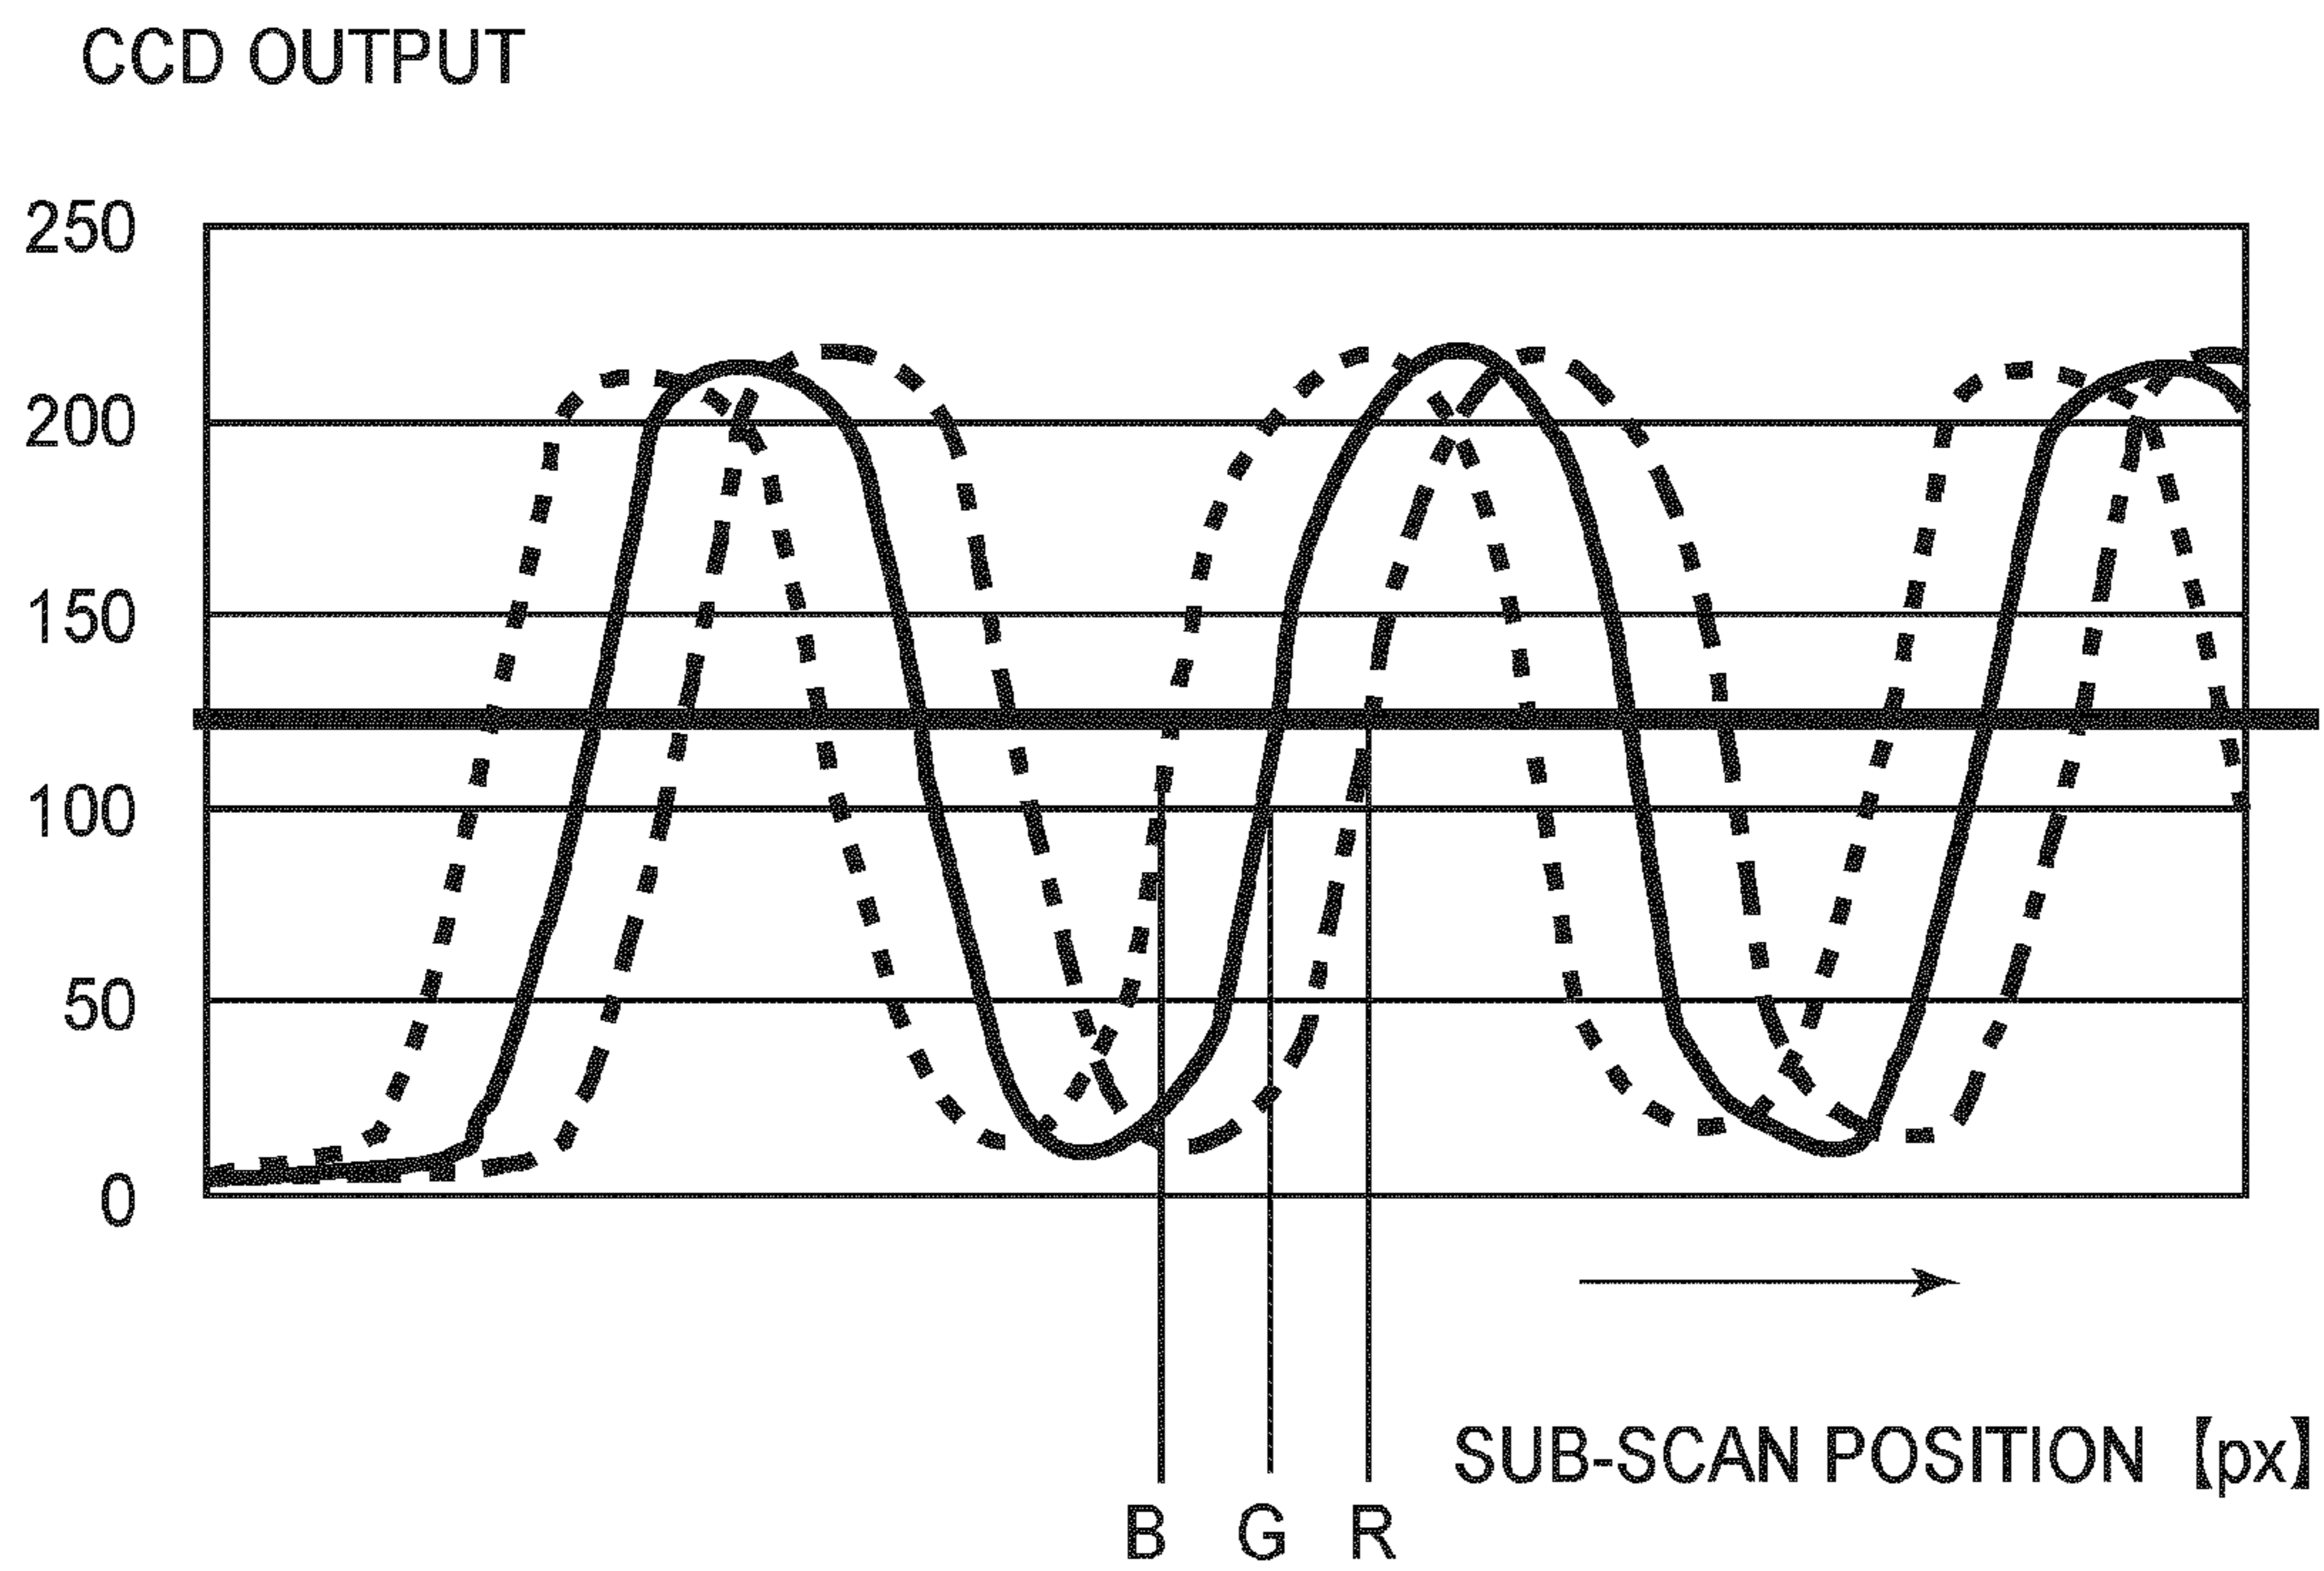 CCD OUTPUT
250
200
150
100
50
0
B G R
SUB-SCAN POSITION 【px】